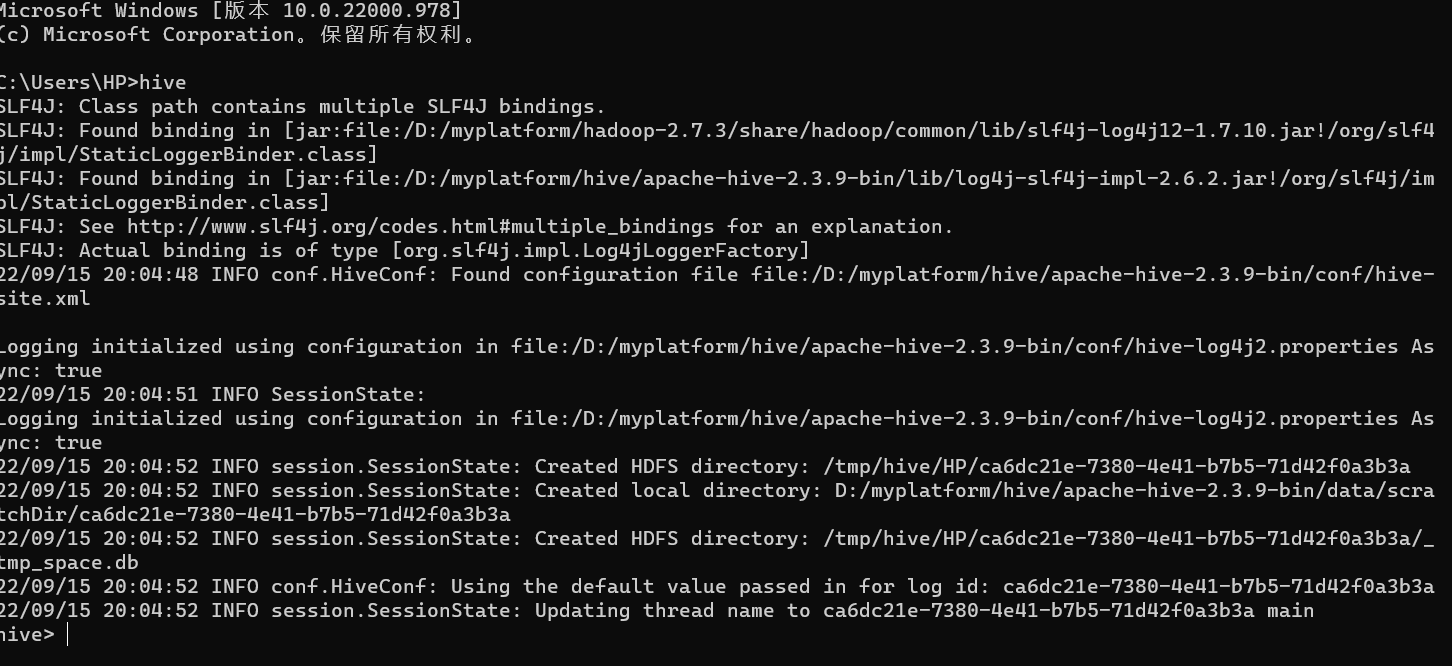 Microsoft Windows [版本 10.0.22000.978]
(c) Microsoft Corporation。保留所有权利。
C:\Users\HP>hive
SLF4J: Class path contains multiple SLF4J bindings.
SLF4J: Found binding in [jar:file:/D:/myplatform/hadoop-2.7.3/share/hadoop/common/lib/slf4j-log4j12-1.7.10.jar!/org/slf4
j/impl/StaticLoggerBinder.class]
SLF4J: Found binding in [jar:file:/D:/myplatform/hive/apache-hive-2.3.9-bin/lib/log4j-slf4j-impl-2.6.2.jar!/org/slf4j/im
pl/StaticLoggerBinder.class]
SLF4J: See http://www.slf4j.org/codes.html#multiple_bindings for an explanation.
SLF4J: Actual binding is of type [org.slf4j.impl.Log4jLoggerFactory]
22/09/15 20:04:48 INFO conf.HiveConf: Found configuration file file:/D:/myplatform/hive/apache-hive-2.3.9-bin/conf/hive-
site.xml
Logging initialized using configuration in file:/D:/myplatform/hive/apache-hive-2.3.9-bin/conf/hive-log4j2.properties As
ync: true
22/09/15 20:04:51 INFO SessionState:
Logging initialized using configuration in file:/D:/myplatform/hive/apache-hive-2.3.9-bin/conf/hive-log4j2.properties As
ync: true
22/09/15 20:04:52 INFO session.SessionState: Created HDFS directory: /tmp/hive/HP/ca6dc21e-7380-4e41-b7b5-71d42f0a3b3a
22/09/15 20:04:52 INFO session.SessionState: Created local directory: D:/myplatform/hive/apache-hive-2.3.9-bin/data/scra
tchDir/ca6dc21e-7380-4e41-b7b5-71d42f0a3b3a
22/09/15 20:04:52 INFO session.SessionState: Created HDFS directory: /tmp/hive/HP/ca6dc21e-7380-4e41-b7b5-71d42f0a3b3a/_
tmp_space.db
22/09/15 20:04:52 INFO conf.HiveConf: Using the default value passed in for log id: ca6dc21e-7380-4e41-b7b5-71d42f0a3b3a
22/09/15 20:04:52 INFO session.SessionState: Updating thread name to ca6dc21e-7380-4e41-b7b5-71d42f0a3b3a main
hive>